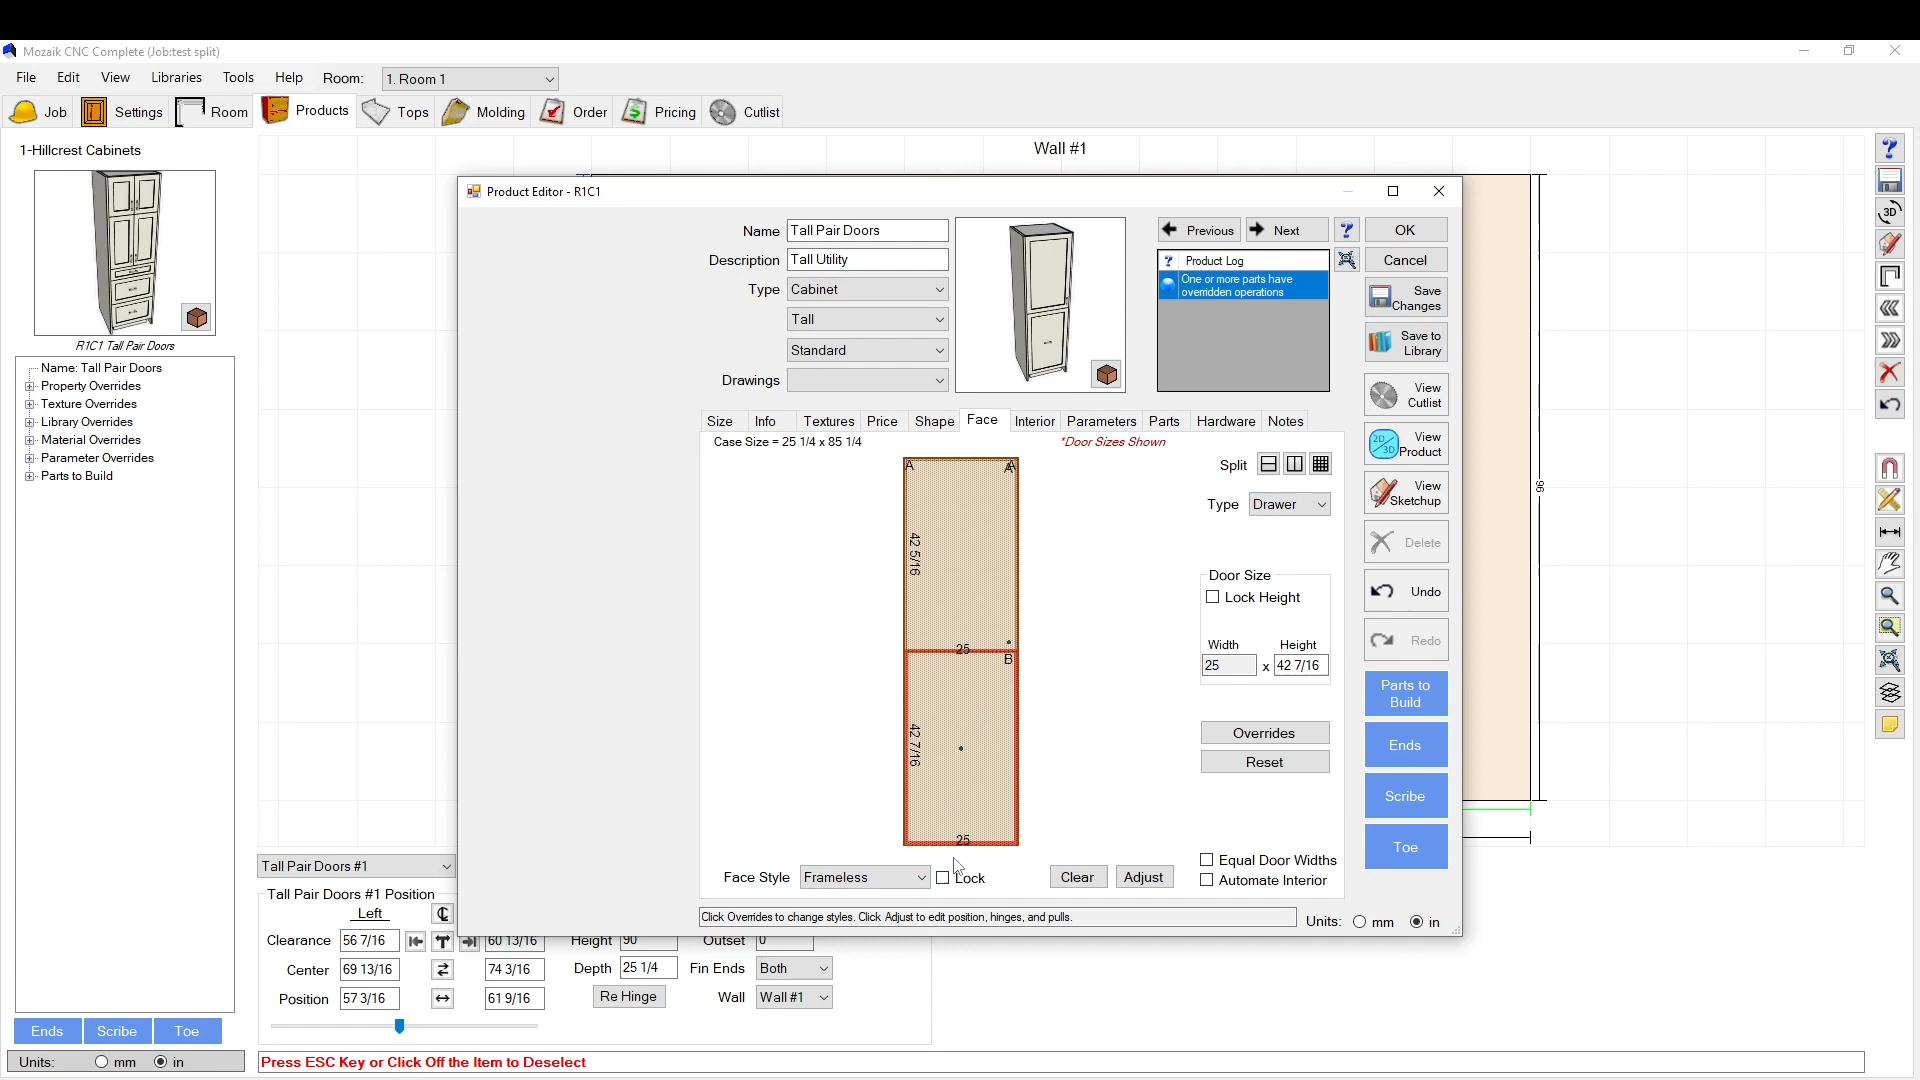 Mozaik CNC Complete (Job:test split)
File Edit View Libraries Tools Help Room: 1. Room 1
Job Settings Room Products Tops Molding Order Pricing Cutlist
1-Hillcrest Cabinets
R1C1 Tall Pair Doors
Name: Tall Pair Doors
Property Overrides
Texture Overrides
Library Overrides
Material Overrides
Parameter Overrides
Parts to Build
Ends Scribe Toe
Units: mm in
Wall #1
96
Product Editor - R1C1
Name Tall Pair Doors
Description Tall Utility
Type Cabinet
Tall
Standard
Drawings
Previous Next ? OK
? Product Log
One or more parts have
overridden operations
Cancel
Save
Changes
Save to
Library
View
Cutlist
2D/3D View
Product
View
Sketchup
Delete
Undo
Redo
Parts to
Build
Ends
Scribe
Toe
Size Info Textures Price Shape Face Interior Parameters Parts Hardware Notes
Case Size = 25 1/4 x 85 1/4
*Door Sizes Shown
A A
42 5/16
25
B
42 7/16
25
Split
Type Drawer
Door Size
Lock Height
Width Height
25 x 42 7/16
Overrides
Reset
Equal Door Widths
Automate Interior
Face Style Frameless Lock Clear Adjust
Click Overrides to change styles. Click Adjust to edit position, hinges, and pulls.
Units: mm in
Tall Pair Doors #1
Tall Pair Doors #1 Position
Left
Clearance 56 7/16 60 13/16 Height 90 Outset 0
Center 69 13/16 74 3/16 Depth 25 1/4 Fin Ends Both
Position 57 3/16 61 9/16 Re Hinge Wall Wall #1
Press ESC Key or Click Off the Item to Deselect
?
3D